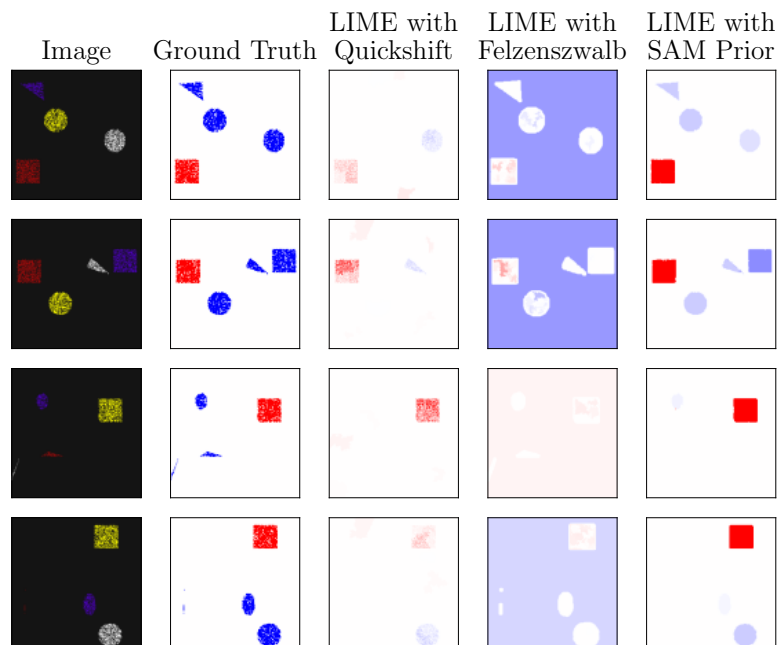 Image
Ground Truth
LIME with
Quickshift
LIME with
Felzenszwalb
LIME with
SAM Prior